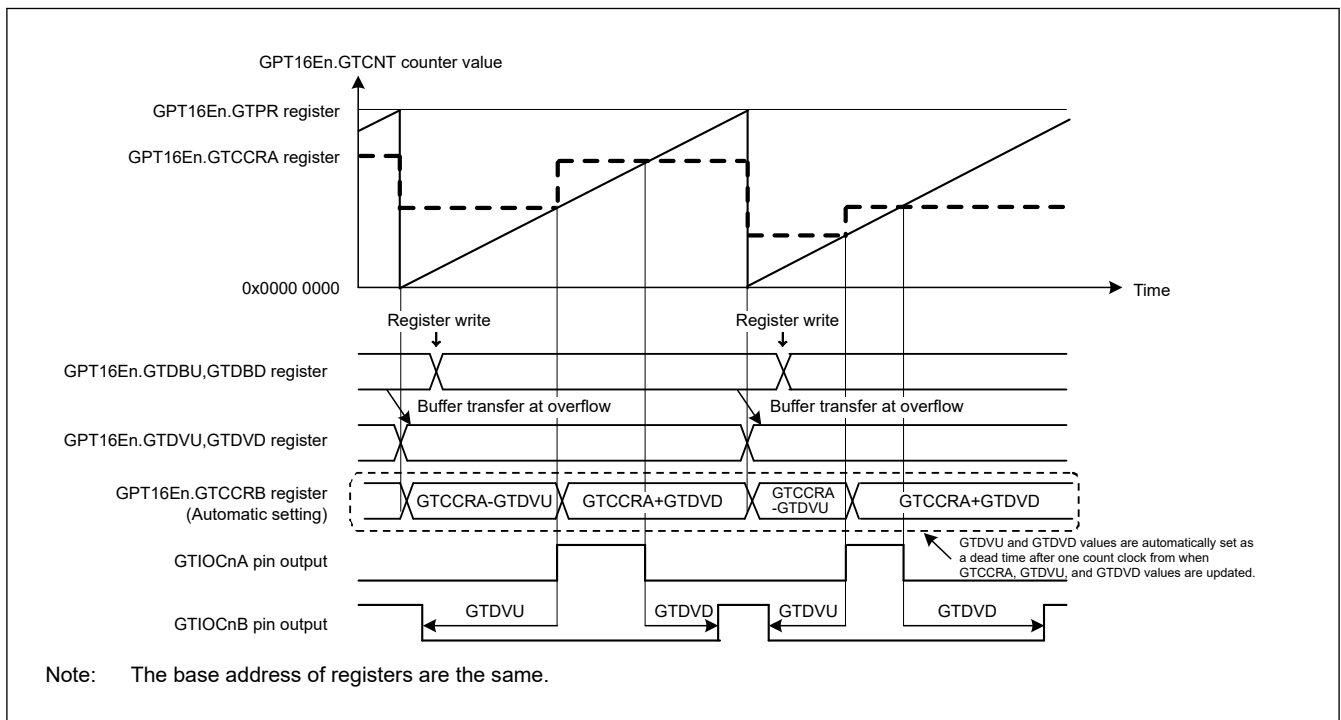 GPT16En.GTCNT counter value
GPT16En.GTPR register
GPT16En.GTCCRA register
0x0000 0000
Time
Register write
Register write
GPT16En.GTDBU,GTDBD register
Buffer transfer at overflow
Buffer transfer at overflow
GPT16En.GTDVU,GTDVD register
GPT16En.GTCCRB register
(Automatic setting)
GTCCRA-GTDVU
GTCCRA+GTDVD
GTCCRA
-GTDVU
GTCCRA+GTDVD
GTDVU and GTDVD values are automatically set as
a dead time after one count clock from when
GTCCRA, GTDVU, and GTDVD values are updated.
GTIOCnA pin output
GTDVU
GTDVD
GTDVU
GTDVD
GTIOCnB pin output
Note: The base address of registers are the same.